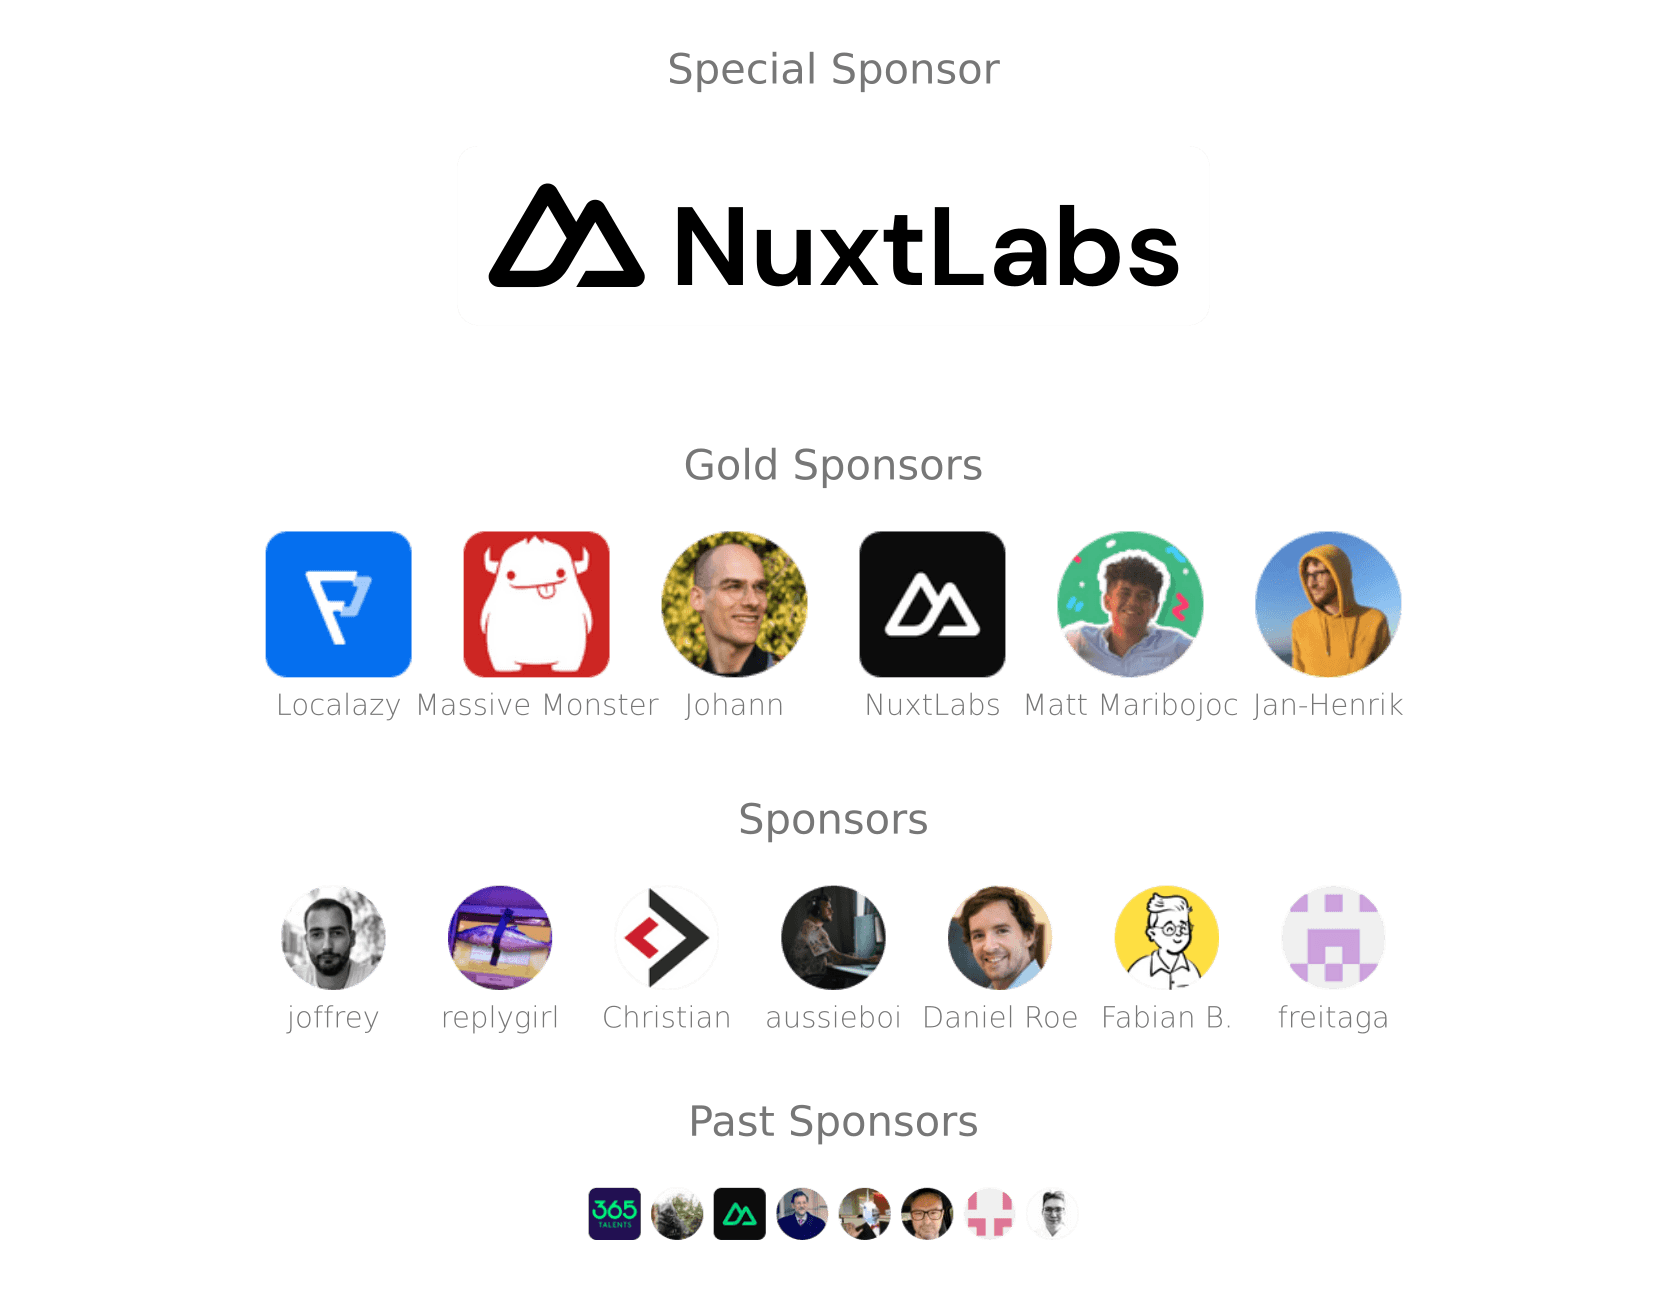 Special Sponsor
NuxtLabs
Gold Sponsors
Localazy Massive Monster Johann NuxtLabs Matt Maribojoc Jan-Henrik
Sponsors
joffrey replygirl Christian aussieboi Daniel Roe Fabian B. freitaga
Past Sponsors
365
TALENTS